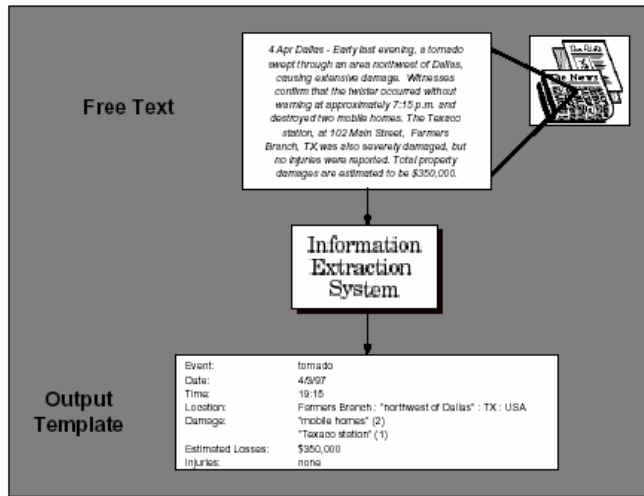 4 Apr Dallas - Early last evening, a tornado
swept through an area northwest of Dallas,
causing extensive damage. Witnesses
confirm that the twister occurred without
warning at approximately 7:15 p.m. and
destroyed two mobile homes. The Texaco
station, at 102 Main Street, Farmers
Branch, TX, was also severely damaged, but
no injuries were reported. Total property
damages are estimated to be $350,000.
The News
Free Text
Information
Extraction
System
Output
Template
Event: tornado
Date: 4/3/97
Time: 19:15
Location: Farmers Branch : "northwest of Dallas" : TX : USA
Damage: "mobile homes" (2)
"Texaco station" (1)
Estimated Losses: $350,000
Injuries: none